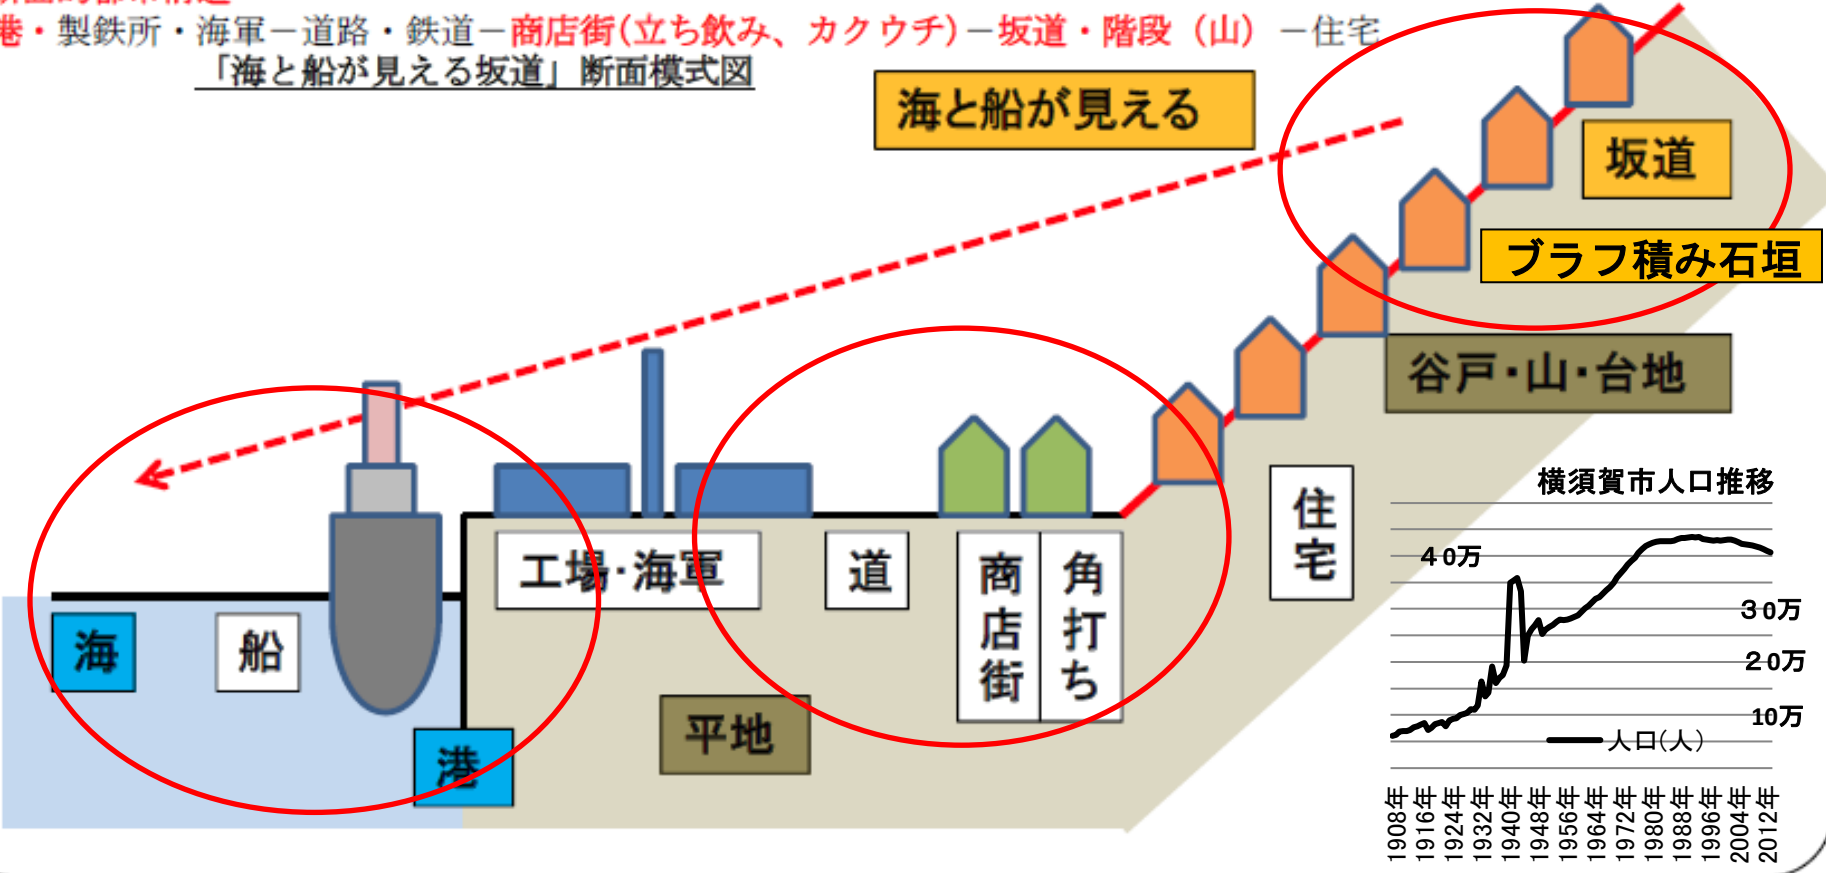 港・製鉄所・海軍－道路・鉄道－商店街(立ち飲み、カクウチ)－坂道・階段（山）－住宅
「海と船が見える坂道」断面模式図
海と船が見える
坂道
ブラフ積み石垣
谷戸・山・台地
住宅
工場・海軍
道
商店街
角打ち
海
船
港
平地
横須賀市人口推移
40万
30万
20万
10万
人口(人)
1908年
1916年
1924年
1932年
1940年
1948年
1956年
1964年
1972年
1980年
1988年
1996年
2004年
2012年